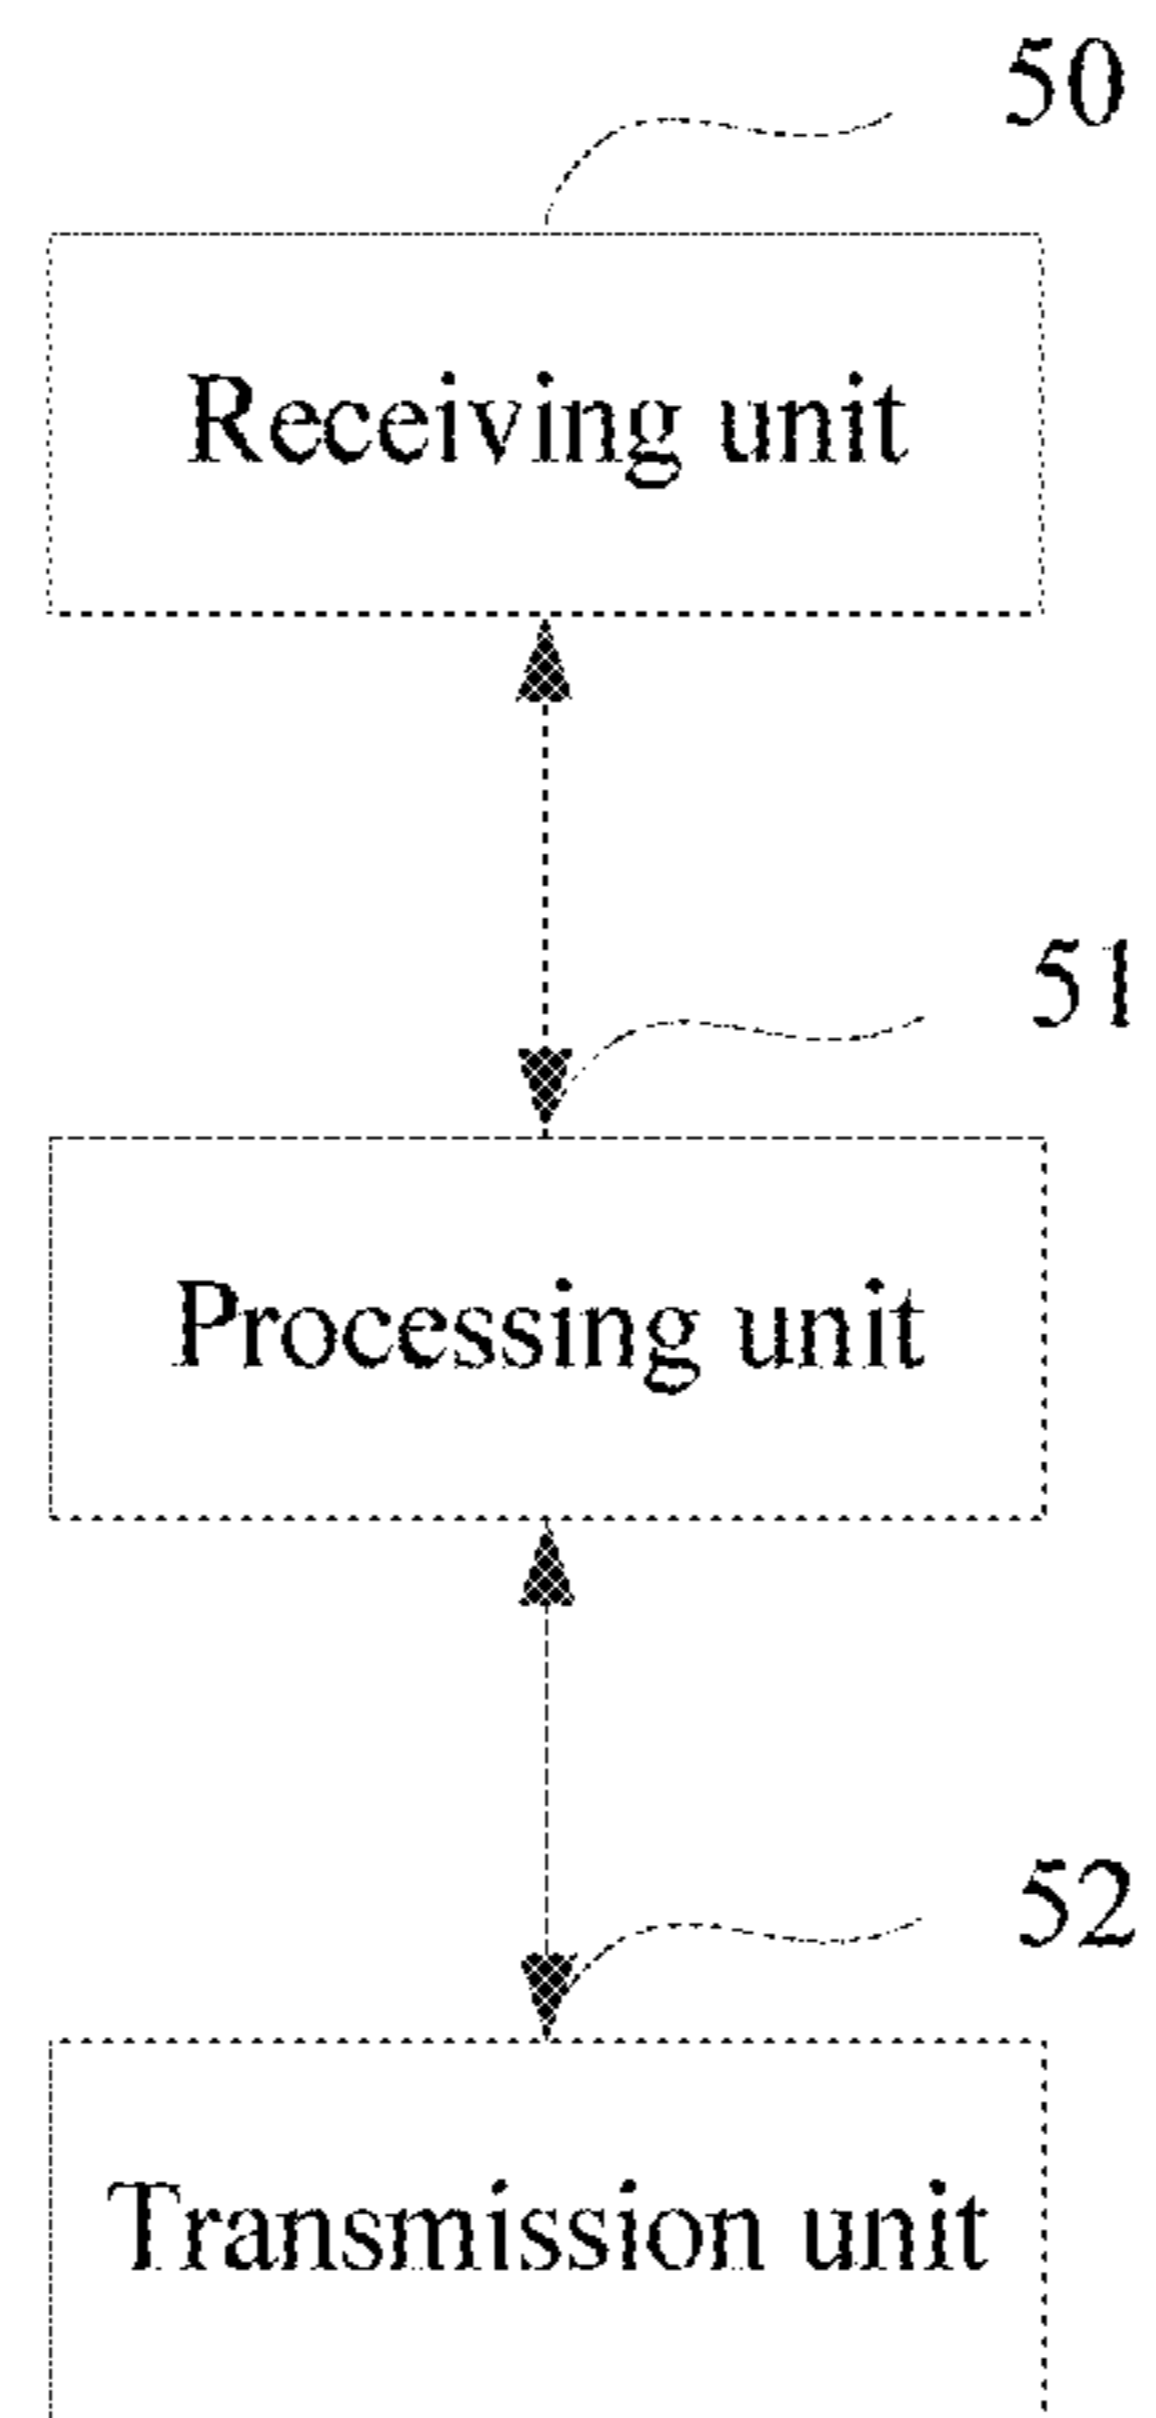 50
Receiving unit
51
Processing unit
52
Transmission unit